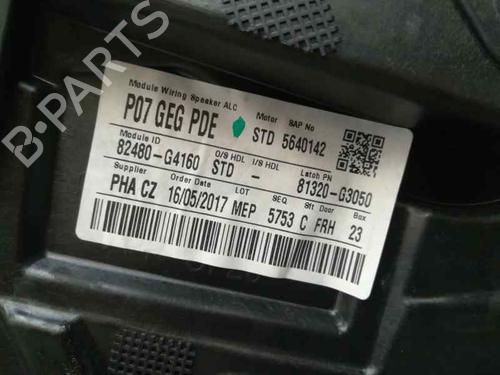 Module Wiring Speaker ALC Motor SAP No
P07 GEG PDE STD 5640142
Module ID O/S HDL I/S HDL Latch PN
82480-G4160 STD - 81320-G3050
Supplier Order Date LOT SEQ Sft Door Box
PHA CZ 16/05/2017 MEP 5753 C FRH 23
B-PARTS